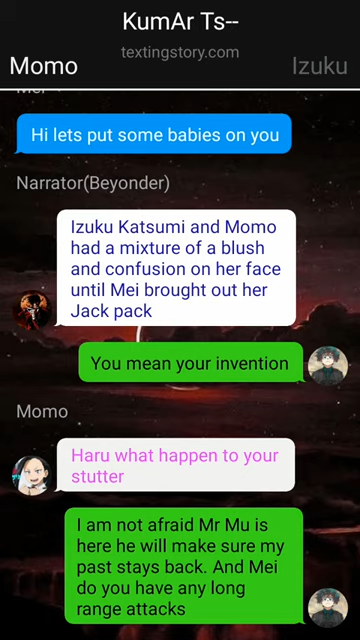 KumAr Ts--
textingstory.com
Momo
Izuku
Mei
Hi lets put some babies on you
Narrator(Beyonder)
Izuku Katsumi and Momo
had a mixture of a blush
and confusion on her face
until Mei brought out her
Jack pack
You mean your invention
Momo
Haru what happen to your
stutter
I am not afraid Mr Mu is
here he will make sure my
past stays back. And Mei
do you have any long
range attacks